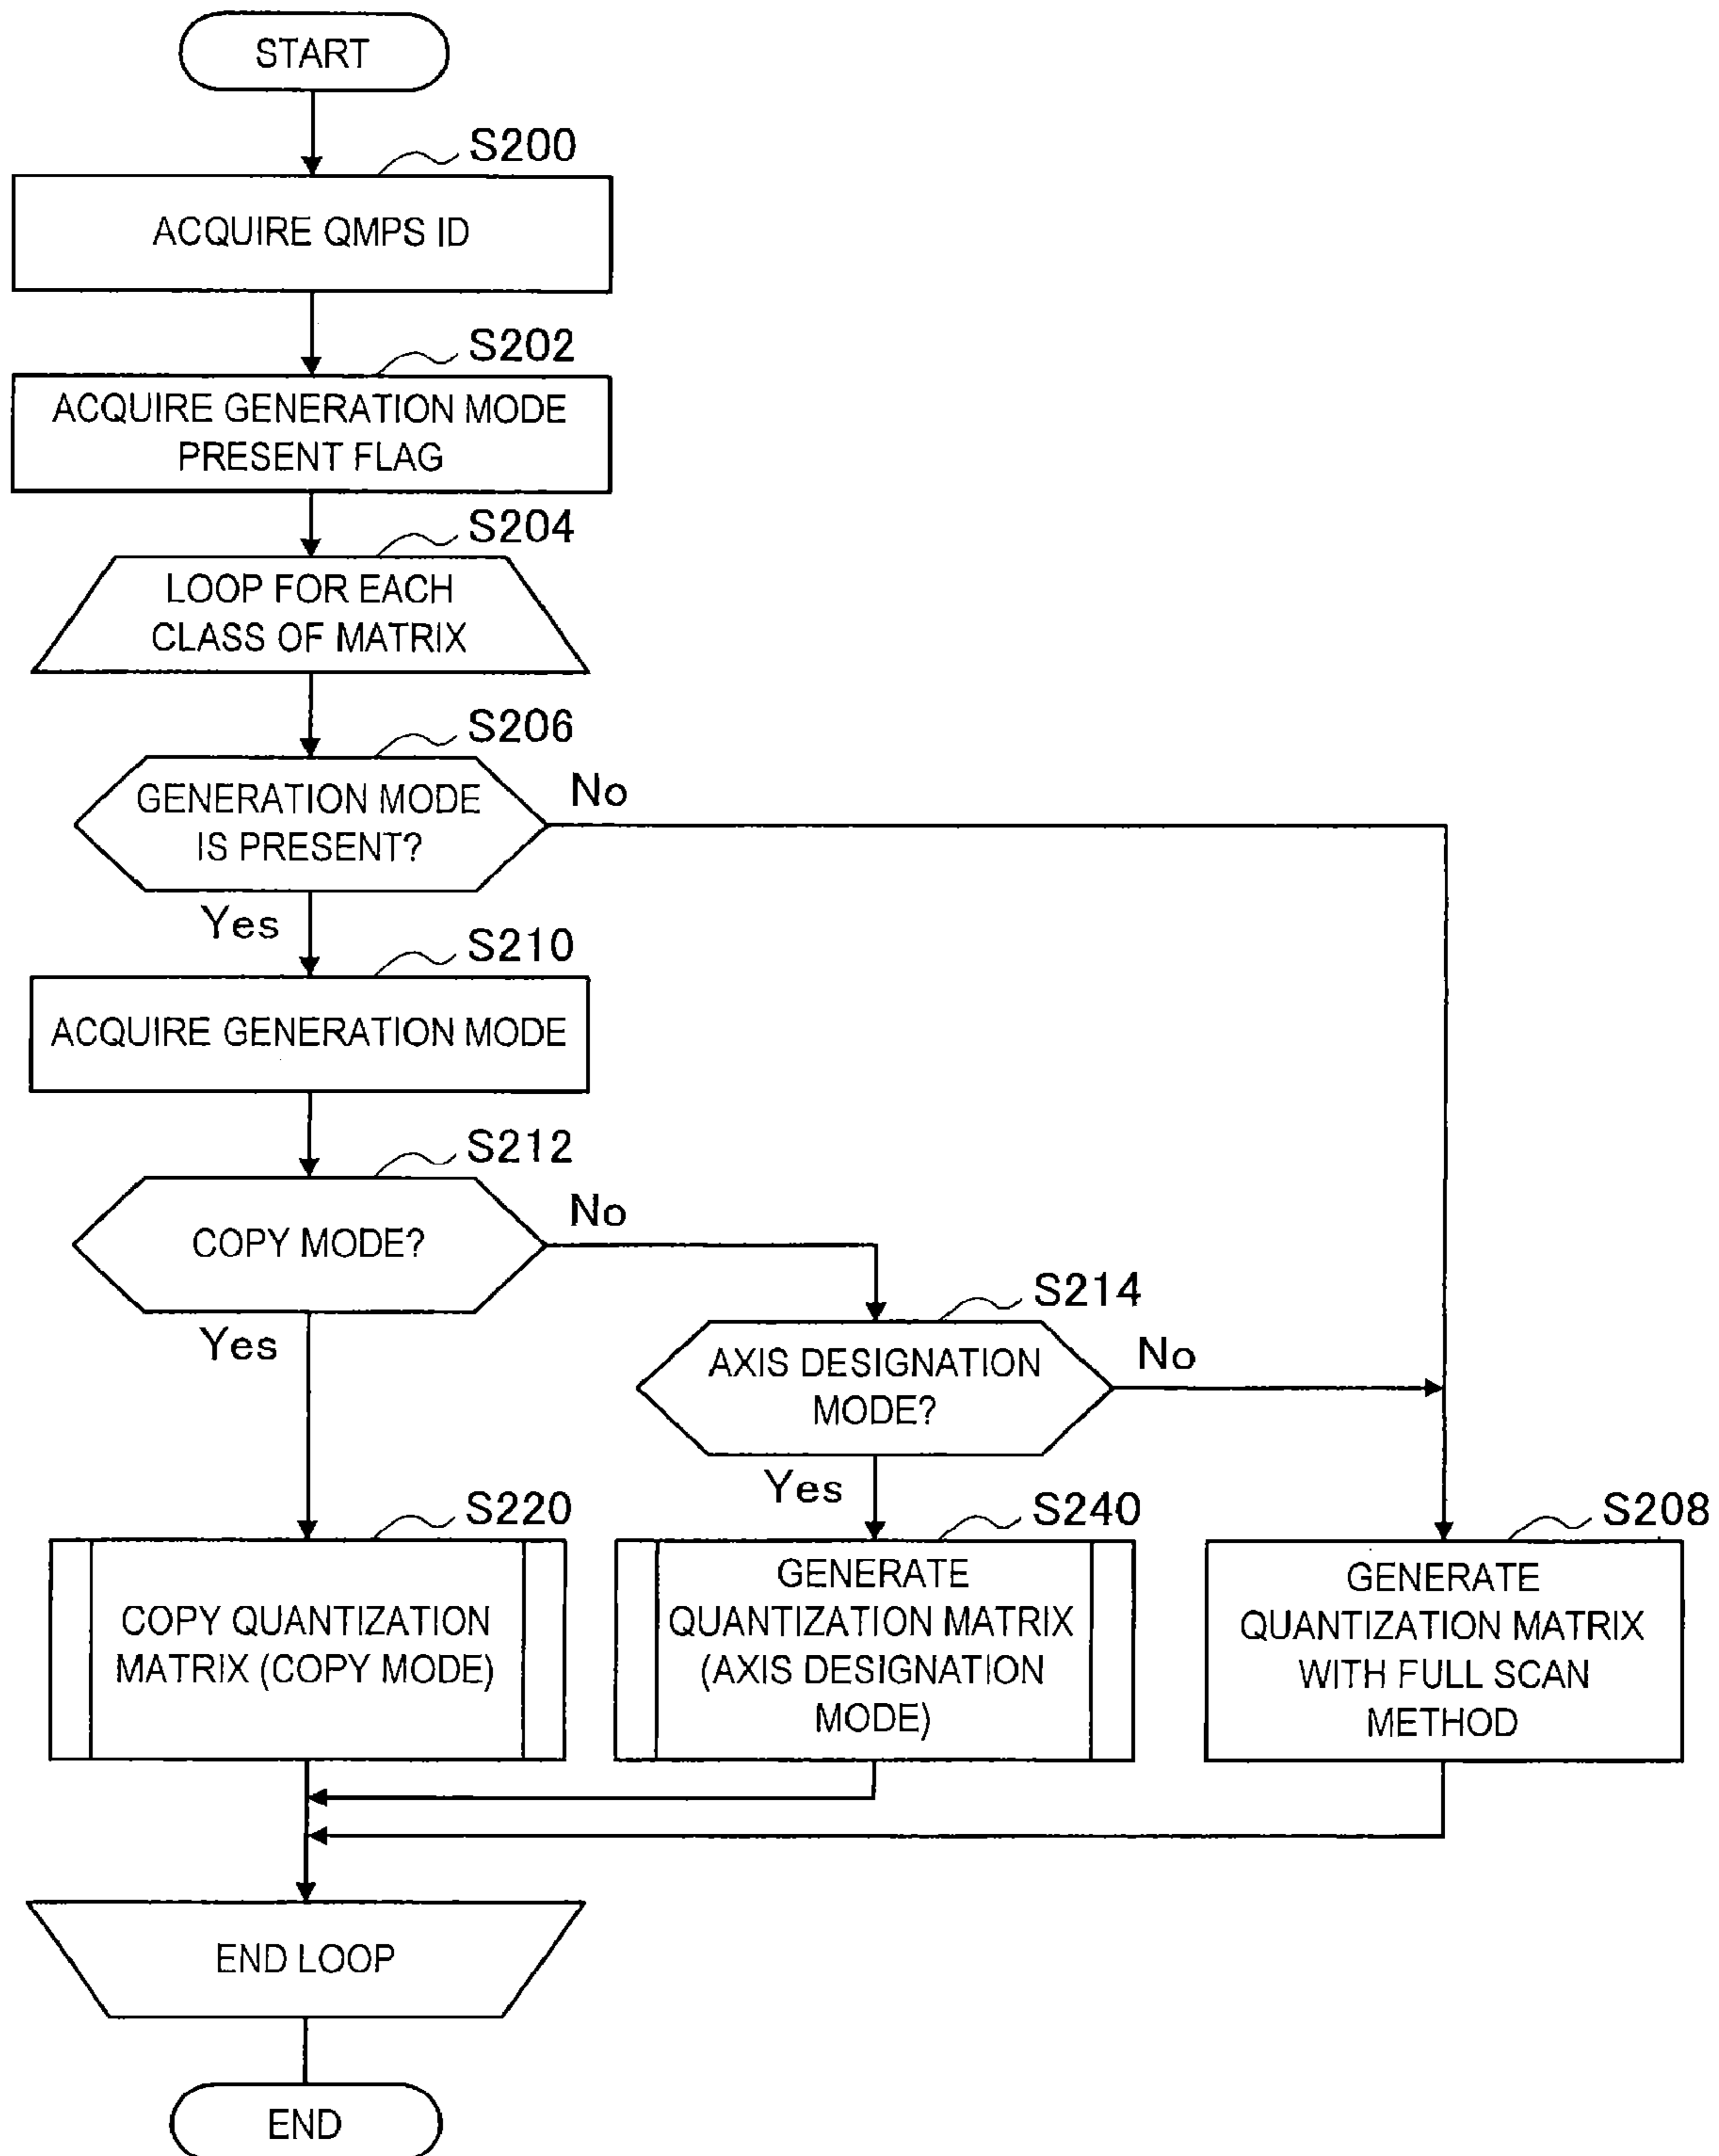 START
S200
ACQUIRE QMPS ID
S202
ACQUIRE GENERATION MODE
PRESENT FLAG
S204
LOOP FOR EACH
CLASS OF MATRIX
S206
GENERATION MODE
IS PRESENT?
No
Yes
S210
ACQUIRE GENERATION MODE
S212
COPY MODE?
No
Yes
S214
AXIS DESIGNATION
MODE?
No
Yes
S220
COPY QUANTIZATION
MATRIX (COPY MODE)
S240
GENERATE
QUANTIZATION MATRIX
(AXIS DESIGNATION
MODE)
S208
GENERATE
QUANTIZATION MATRIX
WITH FULL SCAN
METHOD
END LOOP
END